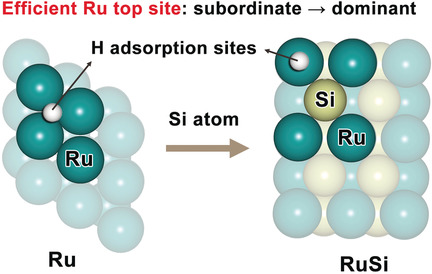 Efficient Ru top site: subordinate → dominant
H adsorption sites
Si
Si atom
Ru
Ru
Ru
RuSi